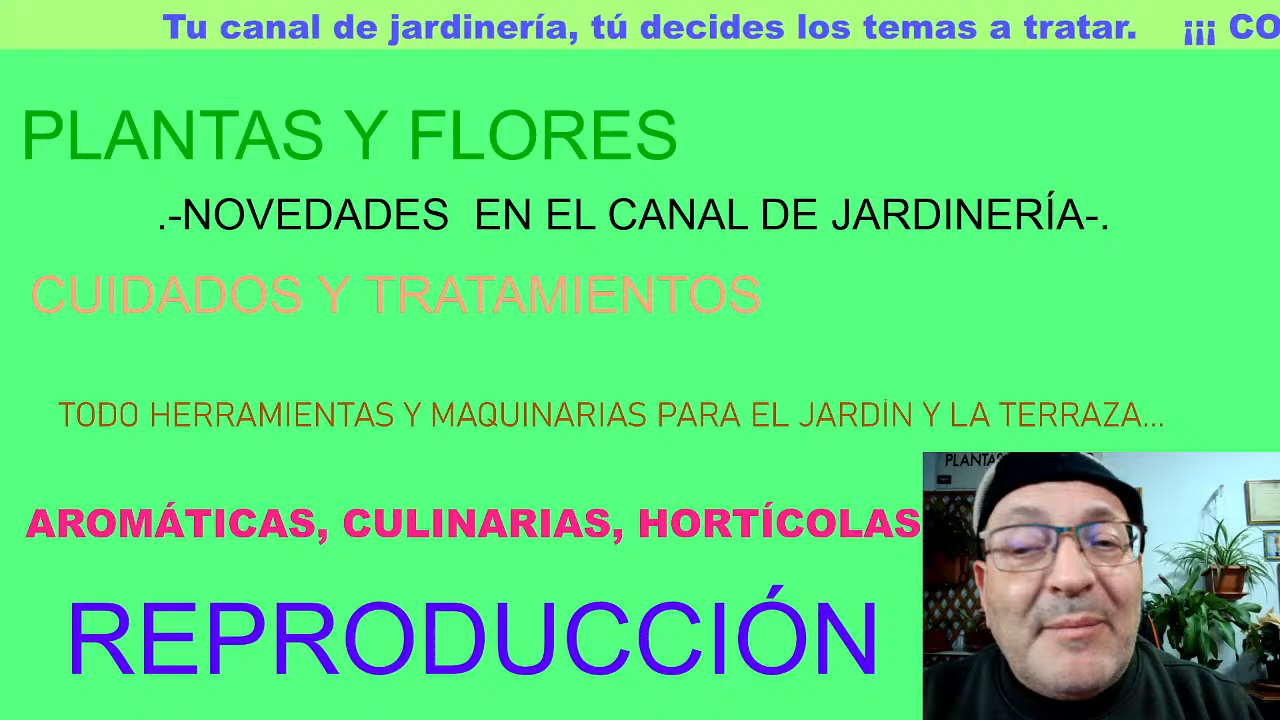 Tu canal de jardinería, tú decides los temas a tratar. ¡¡¡ CO
PLANTAS Y FLORES
.-NOVEDADES EN EL CANAL DE JARDINERÍA-.
CUIDADOS Y TRATAMIENTOS
TODO HERRAMIENTAS Y MAQUINARIAS PARA EL JARDÍN Y LA TERRAZA...
PLANTAS
AROMÁTICAS, CULINARIAS, HORTÍCOLAS
REPRODUCCIÓN